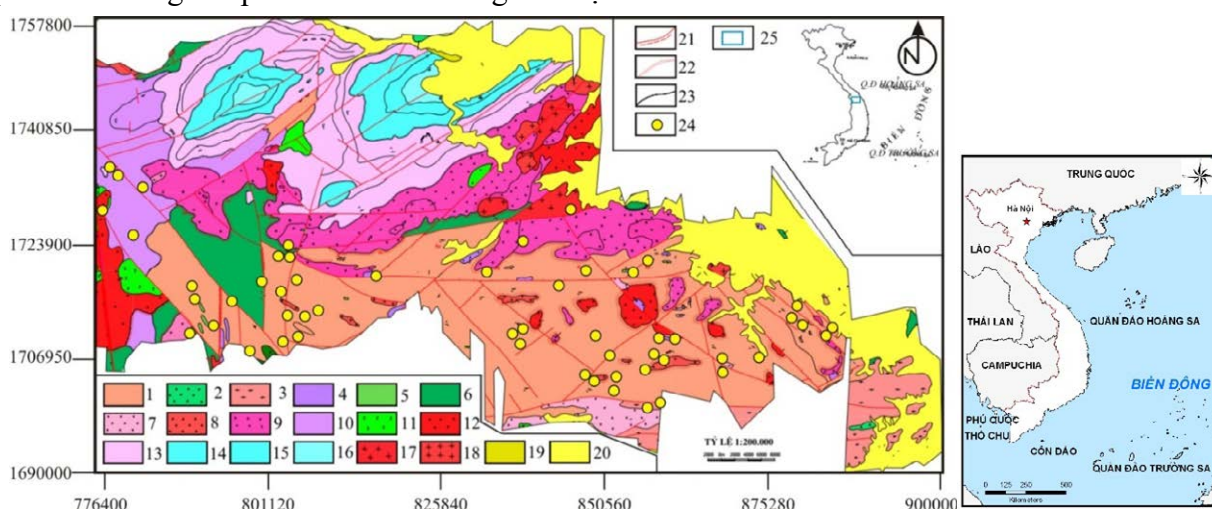 1757800
1740850
1723900
1706950
1690000
776400
801120
825840
850560
875280
900000
21
25
22
23
24
N
Q.Đ HOÀNG SA
BIỂN ĐÔNG
Q.Đ TRƯỜNG SA
1
2
3
4
5
6
7
8
9
10
11
12
13
14
15
16
17
18
19
20
TỶ LỆ 1:200.000
TRUNG QUỐC
Hà Nội
LÀO
THÁI LAN
QUẦN ĐẢO HOÀNG SA
CAMPUCHIA
BIỂN ĐÔNG
PHÚ QUỐC
THỔ CHU
CÔN ĐẢO
QUẦN ĐẢO TRƯỜNG SA
0 125 250 500
Kilometers